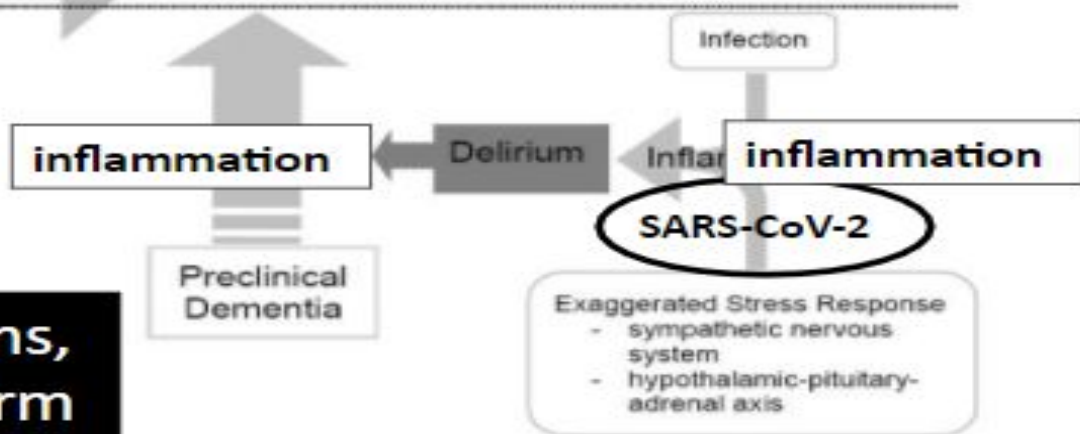 Infection
inflammation
Delirium
Inflar
inflammation
SARS-CoV-2
Preclinical
Dementia
Exaggerated Stress Response
- sympathetic nervous
system
- hypothalamic-pituitary-
adrenal axis
ns,
rm